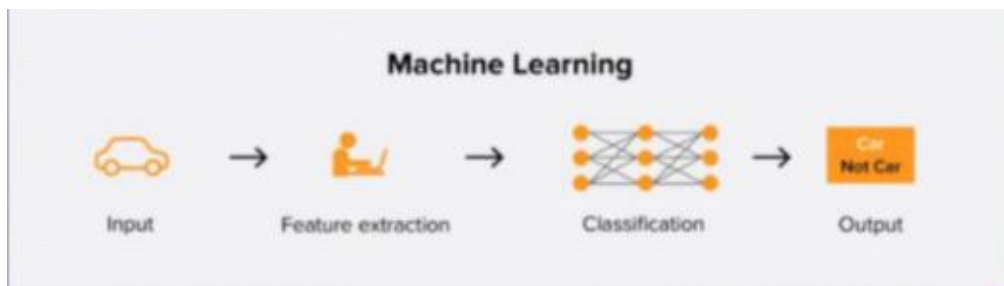 Machine Learning
Car
Not Car
Input
Feature extraction
Classification
Output